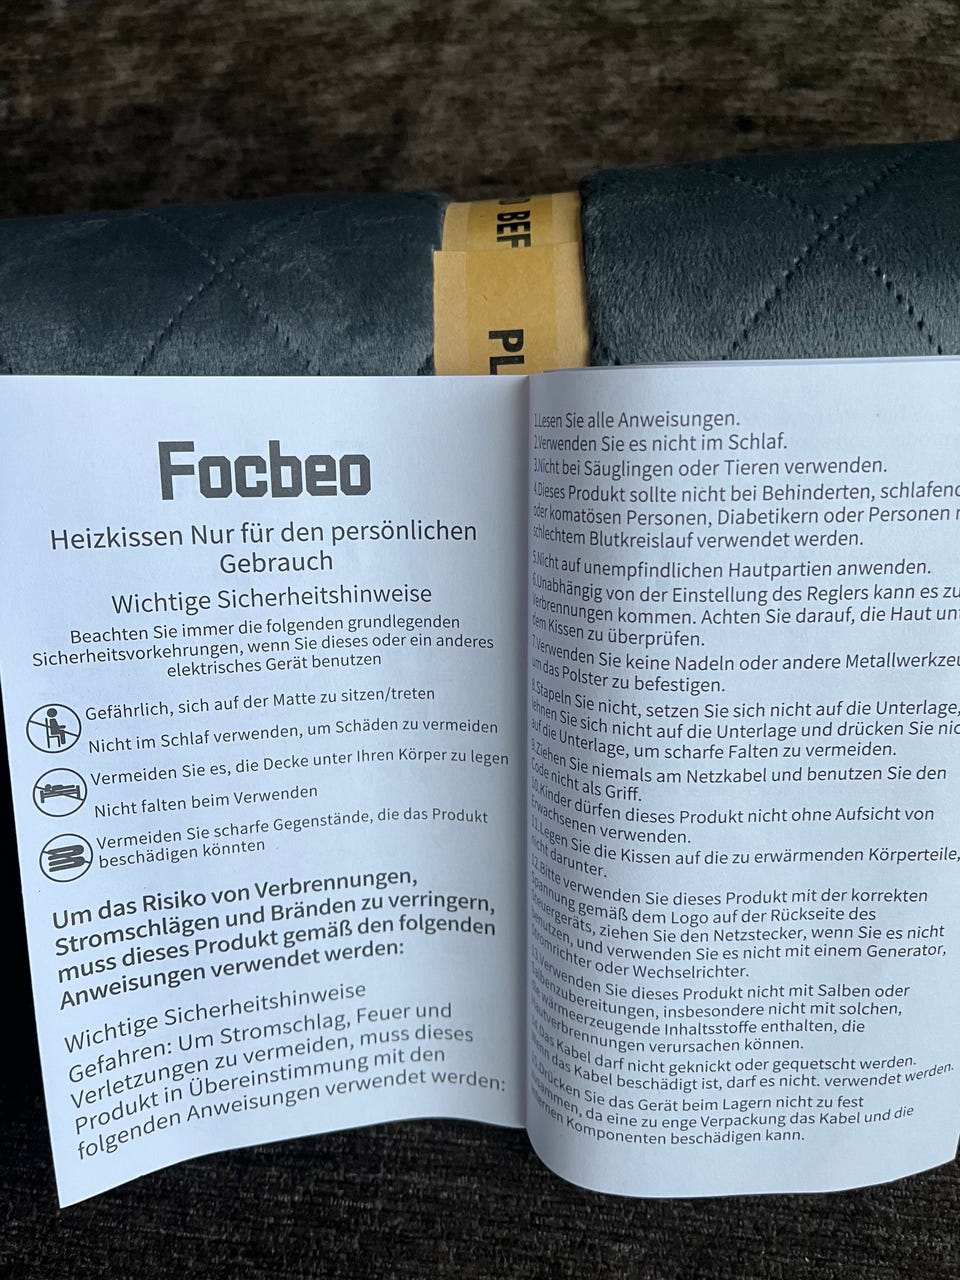 BEF
PL
Focbeo
Heizkissen Nur für den persönlichen
Gebrauch
Wichtige Sicherheitshinweise
Beachten Sie immer die folgenden grundlegenden
Sicherheitsvorkehrungen, wenn Sie dieses oder ein anderes
elektrisches Gerät benutzen
Gefährlich, sich auf der Matte zu sitzen/treten
Nicht im Schlaf verwenden, um Schäden zu vermeiden
Vermeiden Sie es, die Decke unter Ihren Körper zu legen
Nicht falten beim Verwenden
Vermeiden Sie scharfe Gegenstände, die das Produkt
beschädigen könnten
Um das Risiko von Verbrennungen,
Stromschlägen und Bränden zu verringern,
muss dieses Produkt gemäß den folgenden
Anweisungen verwendet werden:
Wichtige Sicherheitshinweise
Gefahren: Um Stromschlag, Feuer und
Verletzungen zu vermeiden, muss dieses
Produkt in Übereinstimmung mit den
folgenden Anweisungen verwendet werden:
1.Lesen Sie alle Anweisungen.
2.Verwenden Sie es nicht im Schlaf.
3.Nicht bei Säuglingen oder Tieren verwenden.
4.Dieses Produkt sollte nicht bei Behinderten, schlafend
oder komatösen Personen, Diabetikern oder Personen
schlechtem Blutkreislauf verwendet werden.
5.Nicht auf unempfindlichen Hautpartien anwenden.
6.Unabhängig von der Einstellung des Reglers kann es zu
Verbrennungen kommen. Achten Sie darauf, die Haut unt
dem Kissen zu überprüfen.
7.Verwenden Sie keine Nadeln oder andere Metallwerkzeu
um das Polster zu befestigen.
8.Stapeln Sie nicht, setzen Sie sich nicht auf die Unterlage,
lehnen Sie sich nicht auf die Unterlage und drücken Sie nic
auf die Unterlage, um scharfe Falten zu vermeiden.
9.Ziehen Sie niemals am Netzkabel und benutzen Sie den
Code nicht als Griff.
10.Kinder dürfen dieses Produkt nicht ohne Aufsicht von
Erwachsenen verwenden.
11.Legen Sie die Kissen auf die zu erwärmenden Körperteile,
nicht darunter.
12.Bitte verwenden Sie dieses Produkt mit der korrekten
Spannung gemäß dem Logo auf der Rückseite des
Steuergeräts, ziehen Sie den Netzstecker, wenn Sie es nicht
benutzen, und verwenden Sie es nicht mit einem Generator,
Stromrichter oder Wechselrichter.
13.Verwenden Sie dieses Produkt nicht mit Salben oder
Salbenzubereitungen, insbesondere nicht mit solchen,
die wärmeerzeugende Inhaltsstoffe enthalten, die
Hautverbrennungen verursachen können.
14.Das Kabel darf nicht geknickt oder gequetscht werden.
Wenn das Kabel beschädigt ist, darf es nicht. verwendet werden.
15.Drücken Sie das Gerät beim Lagern nicht zu fest
zusammen, da eine zu enge Verpackung das Kabel und die
internen Komponenten beschädigen kann.